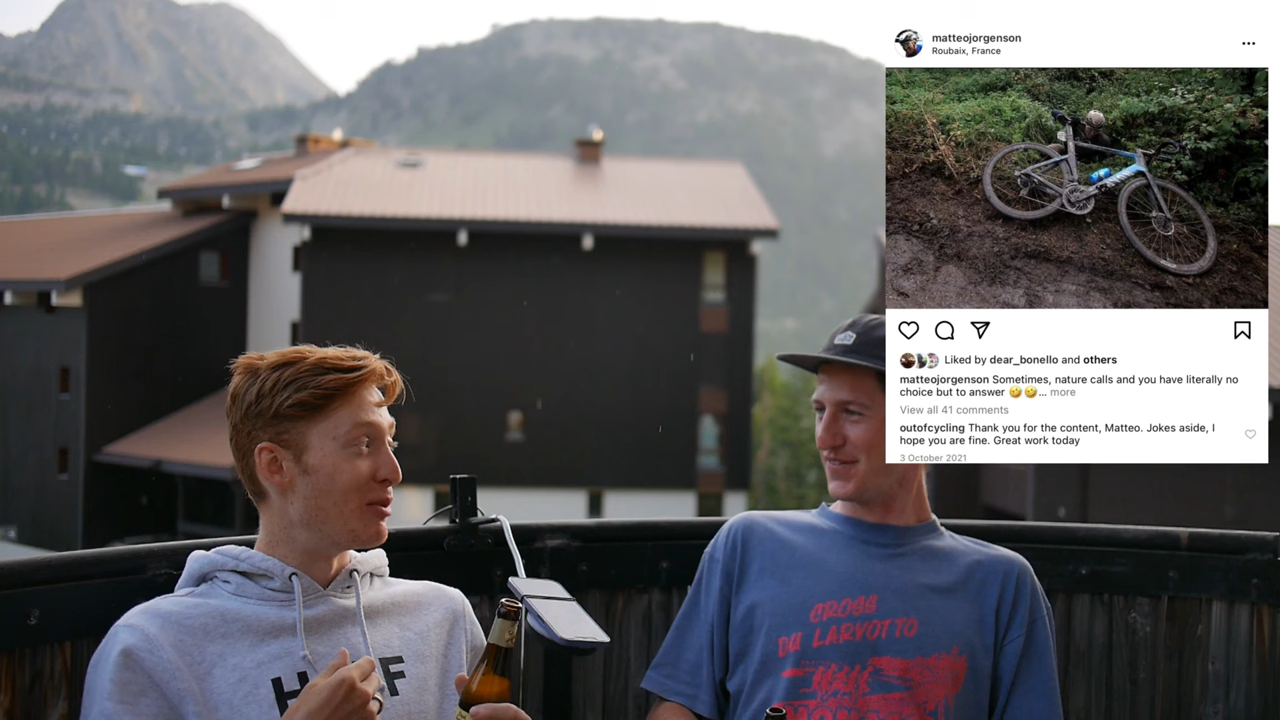 matteojorgenson
Roubaix, France
Liked by dear_bonello and others
matteojorgenson Sometimes, nature calls and you have literally no
choice but to answer 🤣🤣... more
View all 41 comments
outofcycling Thank you for the content, Matteo. Jokes aside, I
hope you are fine. Great work today
3 October 2021
CROSS
DU LARVOTTO
H F